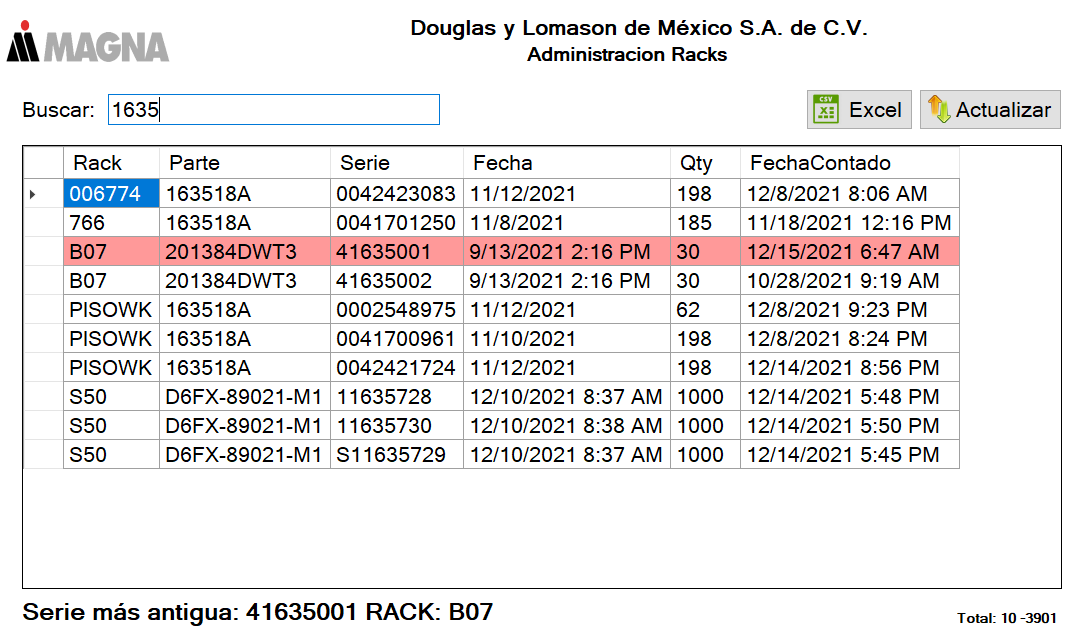 MAGNA
Douglas y Lomason de México S.A. de C.V.
Administracion Racks
Buscar: 1635
CSV Excel Actualizar
Rack Parte Serie Fecha Qty FechaContado
006774 163518A 0042423083 11/12/2021 198 12/8/2021 8:06 AM
766 163518A 0041701250 11/8/2021 185 11/18/2021 12:16 PM
B07 201384DWT3 41635001 9/13/2021 2:16 PM 30 12/15/2021 6:47 AM
B07 201384DWT3 41635002 9/13/2021 2:16 PM 30 10/28/2021 9:19 AM
PISOWK 163518A 0002548975 11/12/2021 62 12/8/2021 9:23 PM
PISOWK 163518A 0041700961 11/10/2021 198 12/8/2021 8:24 PM
PISOWK 163518A 0042421724 11/12/2021 198 12/14/2021 8:56 PM
S50 D6FX-89021-M1 11635728 12/10/2021 8:37 AM 1000 12/14/2021 5:48 PM
S50 D6FX-89021-M1 11635730 12/10/2021 8:38 AM 1000 12/14/2021 5:50 PM
S50 D6FX-89021-M1 S11635729 12/10/2021 8:37 AM 1000 12/14/2021 5:45 PM
Serie más antigua: 41635001 RACK: B07
Total: 10 -3901